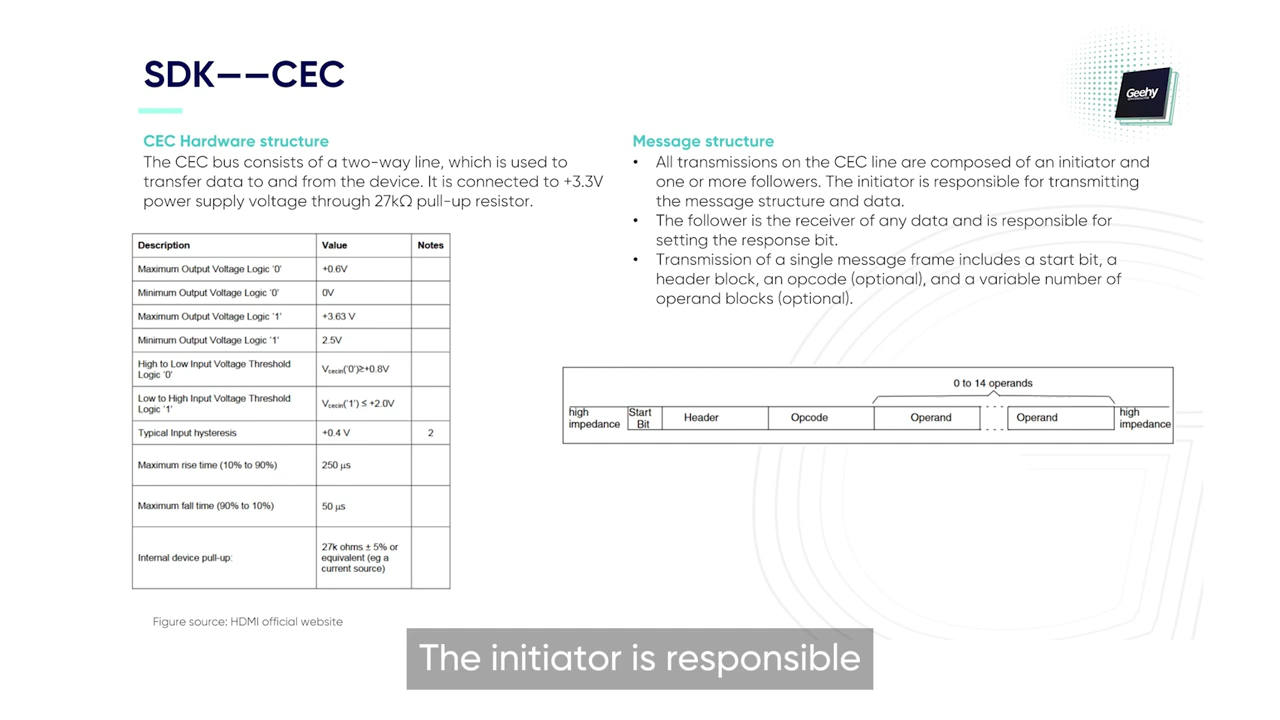 SDK——CEC
Geehy
CEC Hardware structure
The CEC bus consists of a two-way line, which is used to
transfer data to and from the device. It is connected to +3.3V
power supply voltage through 27kΩ pull-up resistor.
Description Value Notes
Maximum Output Voltage Logic '0' +0.6V
Minimum Output Voltage Logic '0' 0V
Maximum Output Voltage Logic '1' +3.63 V
Minimum Output Voltage Logic '1' 2.5V
High to Low Input Voltage Threshold
Logic '0' Vcecin('0')≥+0.8V
Low to High Input Voltage Threshold
Logic '1' Vcecin('1') ≤ +2.0V
Typical Input hysteresis +0.4 V 2
Maximum rise time (10% to 90%) 250 µs
Maximum fall time (90% to 10%) 50 µs
Internal device pull-up: 27k ohms ± 5% or
equivalent (eg a
current source)
Figure source: HDMI official website
Message structure
• All transmissions on the CEC line are composed of an initiator and
one or more followers. The initiator is responsible for transmitting
the message structure and data.
• The follower is the receiver of any data and is responsible for
setting the response bit.
• Transmission of a single message frame includes a start bit, a
header block, an opcode (optional), and a variable number of
operand blocks (optional).
0 to 14 operands
high
impedance
Start
Bit
Header
Opcode
Operand
Operand
high
impedance
The initiator is responsible